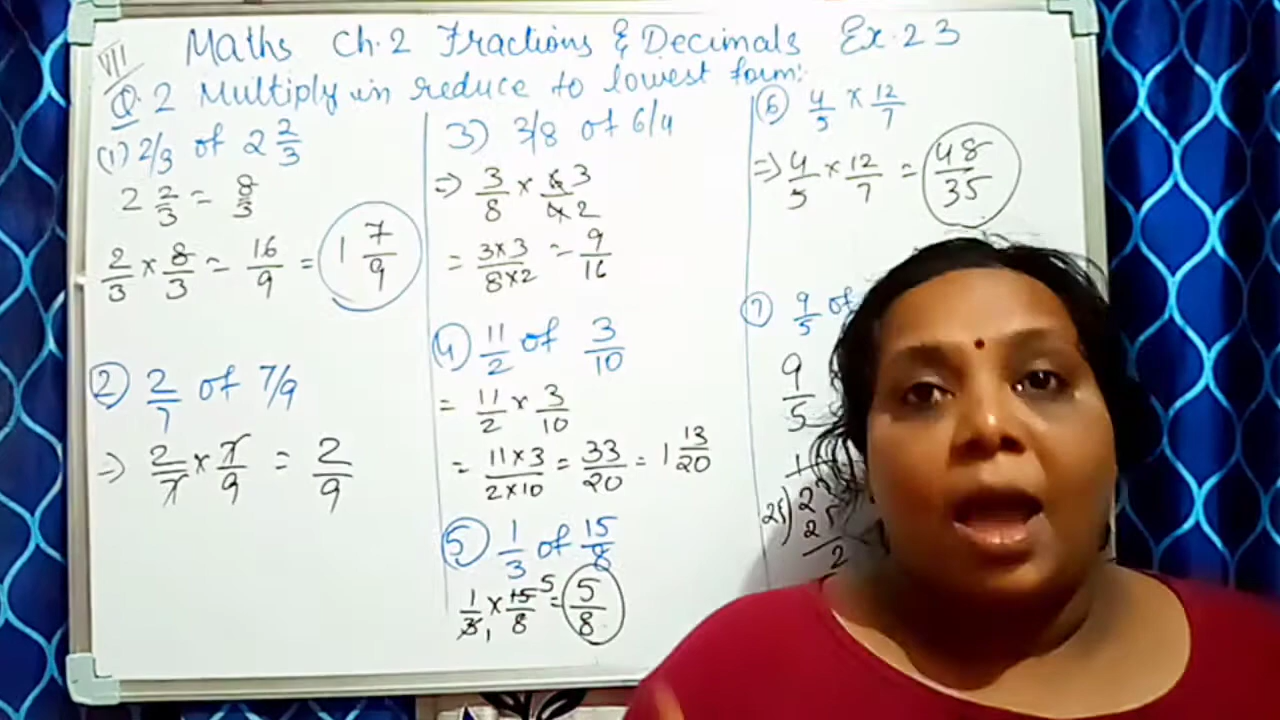 VII
Maths Ch. 2 Fractions & Decimals Ex. 2 3
Q. 2 Multiply in reduce to lowest form:
(1) 2/3 of 2 2/3
2 2/3 = 8/3
2/3 × 8/3 = 16/9 = 1 7/9
(2) 2/7 of 7/9
⇒ 2/7 × 7/9 = 2/9
3) 3/8 of 6/4
⇒ 3/8 × 6/4 3 2
= 3×3/8×2 = 9/16
(4) 11/2 of 3/10
= 11/2 × 3/10
= 11×3/2×10 = 33/20 = 1 13/20
(5) 1/3 of 15/8
1/3 1 × 15/8 5 = 5/8
(6) 4/5 × 12/7
⇒ 4/5 × 12/7 = 48/35
(7) 9/5 of
9/5